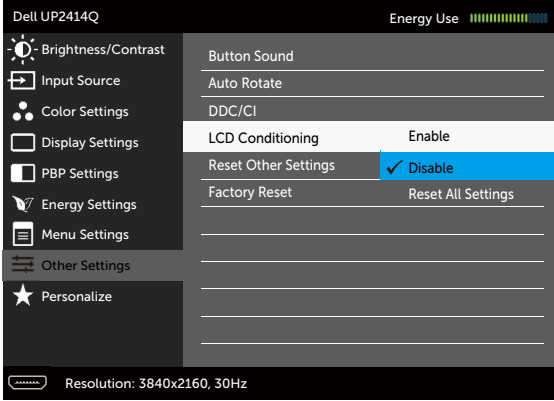 Dell UP2414Q
Energy Use
Brightness/Contrast
Input Source
Color Settings
Display Settings
PBP Settings
Energy Settings
Menu Settings
Other Settings
Personalize
Button Sound
Auto Rotate
DDC/CI
LCD Conditioning
Reset Other Settings
Factory Reset
Enable
Disable
Reset All Settings
Resolution: 3840x2160, 30Hz